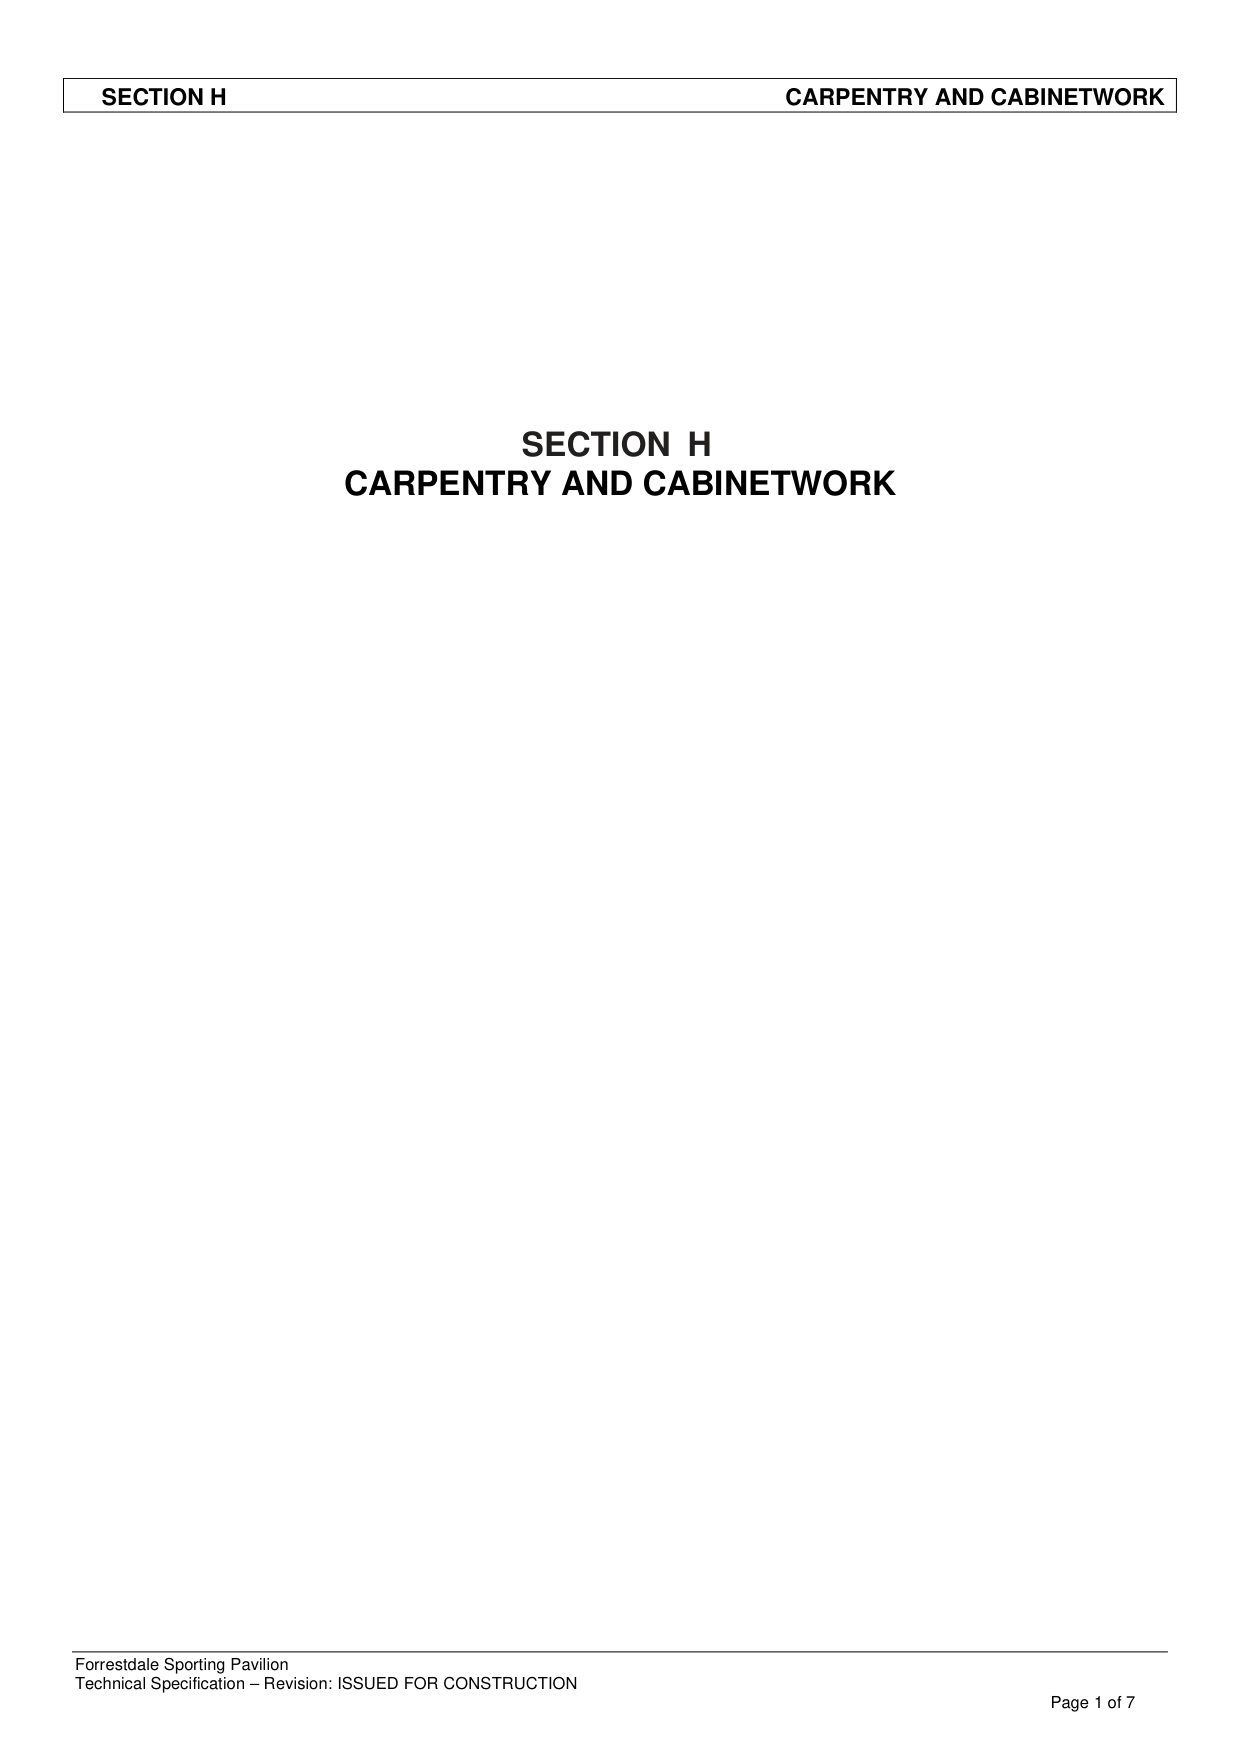 SECTION H CARPENTRY AND CABINETWORK
SECTION H
CARPENTRY AND CABINETWORK
Forrestdale Sporting Pavilion
Technical Specification – Revision: ISSUED FOR CONSTRUCTION
Page 1 of 7